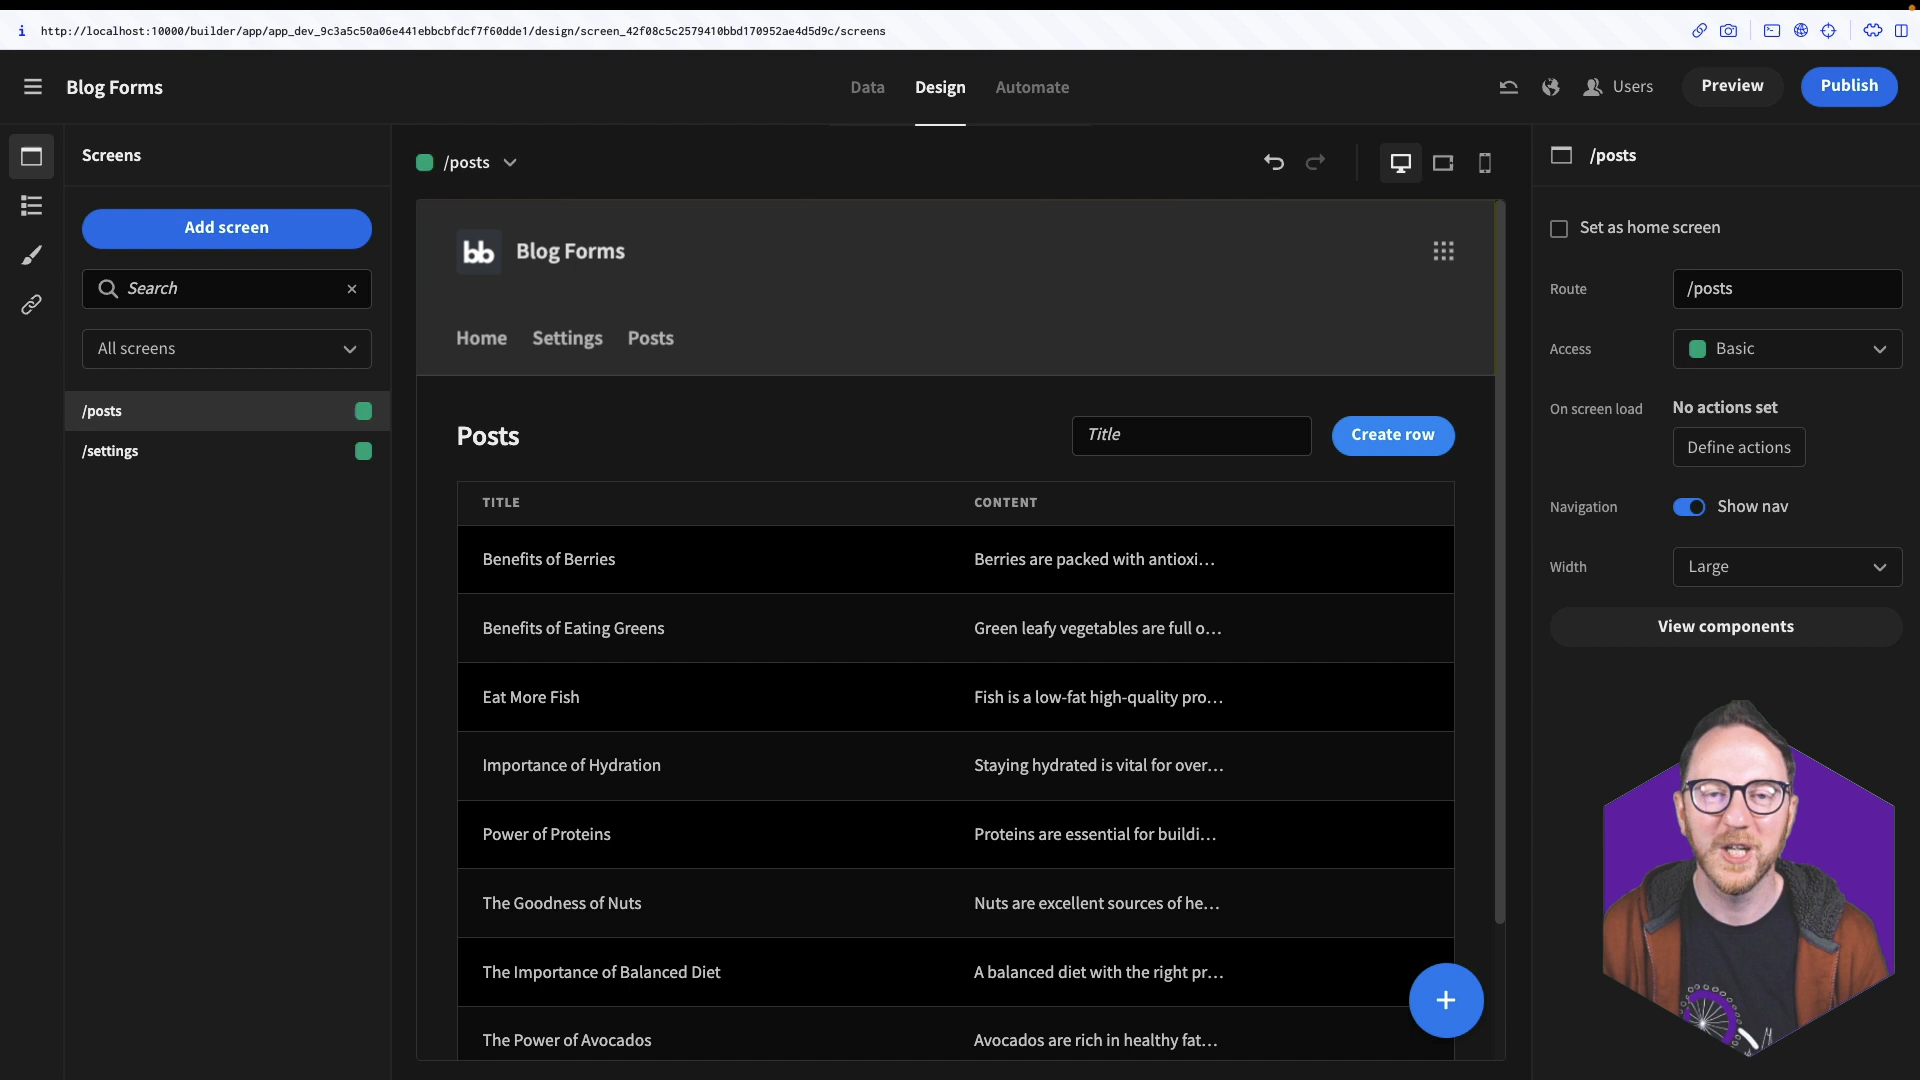 i http://localhost:10000/builder/app/app_dev_9c3a5c50a06e441ebbcbfdcf7f60dde1/design/screen_42f08c5c2579410bbd170952ae4d5d9c/screens
Blog Forms
Data Design Automate
Users Preview Publish
Screens
Add screen
Search
All screens
/posts
/settings
/posts
bb Blog Forms
Home Settings Posts
Posts
Title
Create row
TITLE CONTENT
Benefits of Berries Berries are packed with antioxi...
Benefits of Eating Greens Green leafy vegetables are full o...
Eat More Fish Fish is a low-fat high-quality pro...
Importance of Hydration Staying hydrated is vital for over...
Power of Proteins Proteins are essential for buildi...
The Goodness of Nuts Nuts are excellent sources of he...
The Importance of Balanced Diet A balanced diet with the right pr...
The Power of Avocados Avocados are rich in healthy fat...
/posts
Set as home screen
Route /posts
Access Basic
On screen load No actions set
Define actions
Navigation Show nav
Width Large
View components